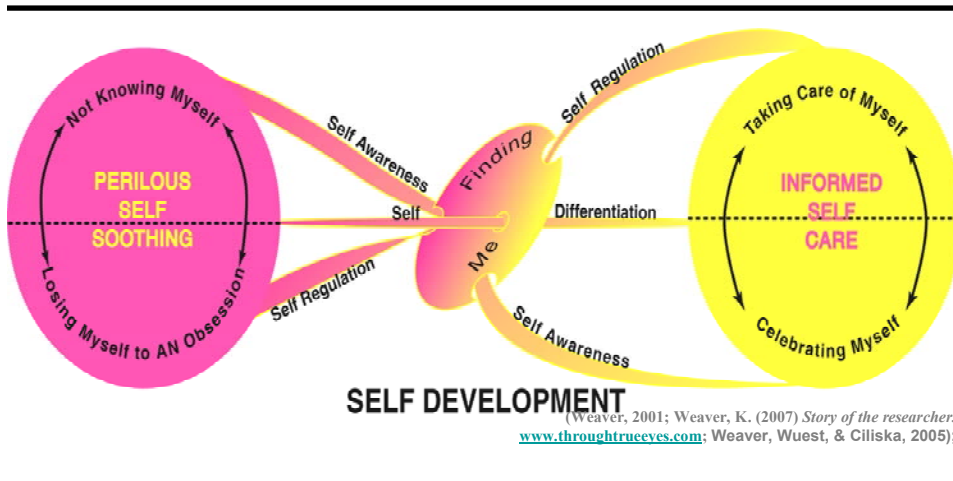 Not Knowing Myself
PERILOUS
SELF
SOOTHING
Losing Myself to AN Obsession
Self Awareness
Self
Self Regulation
Finding
Me
Self Regulation
Differentiation
Self Awareness
Taking Care of Myself
INFORMED
SELF
CARE
Celebrating Myself
SELF DEVELOPMENT
(Weaver, 2001; Weaver, K. (2007) Story of the researcher.
www.throughtrueeyes.com; Weaver, Wuest, & Ciliska, 2005);